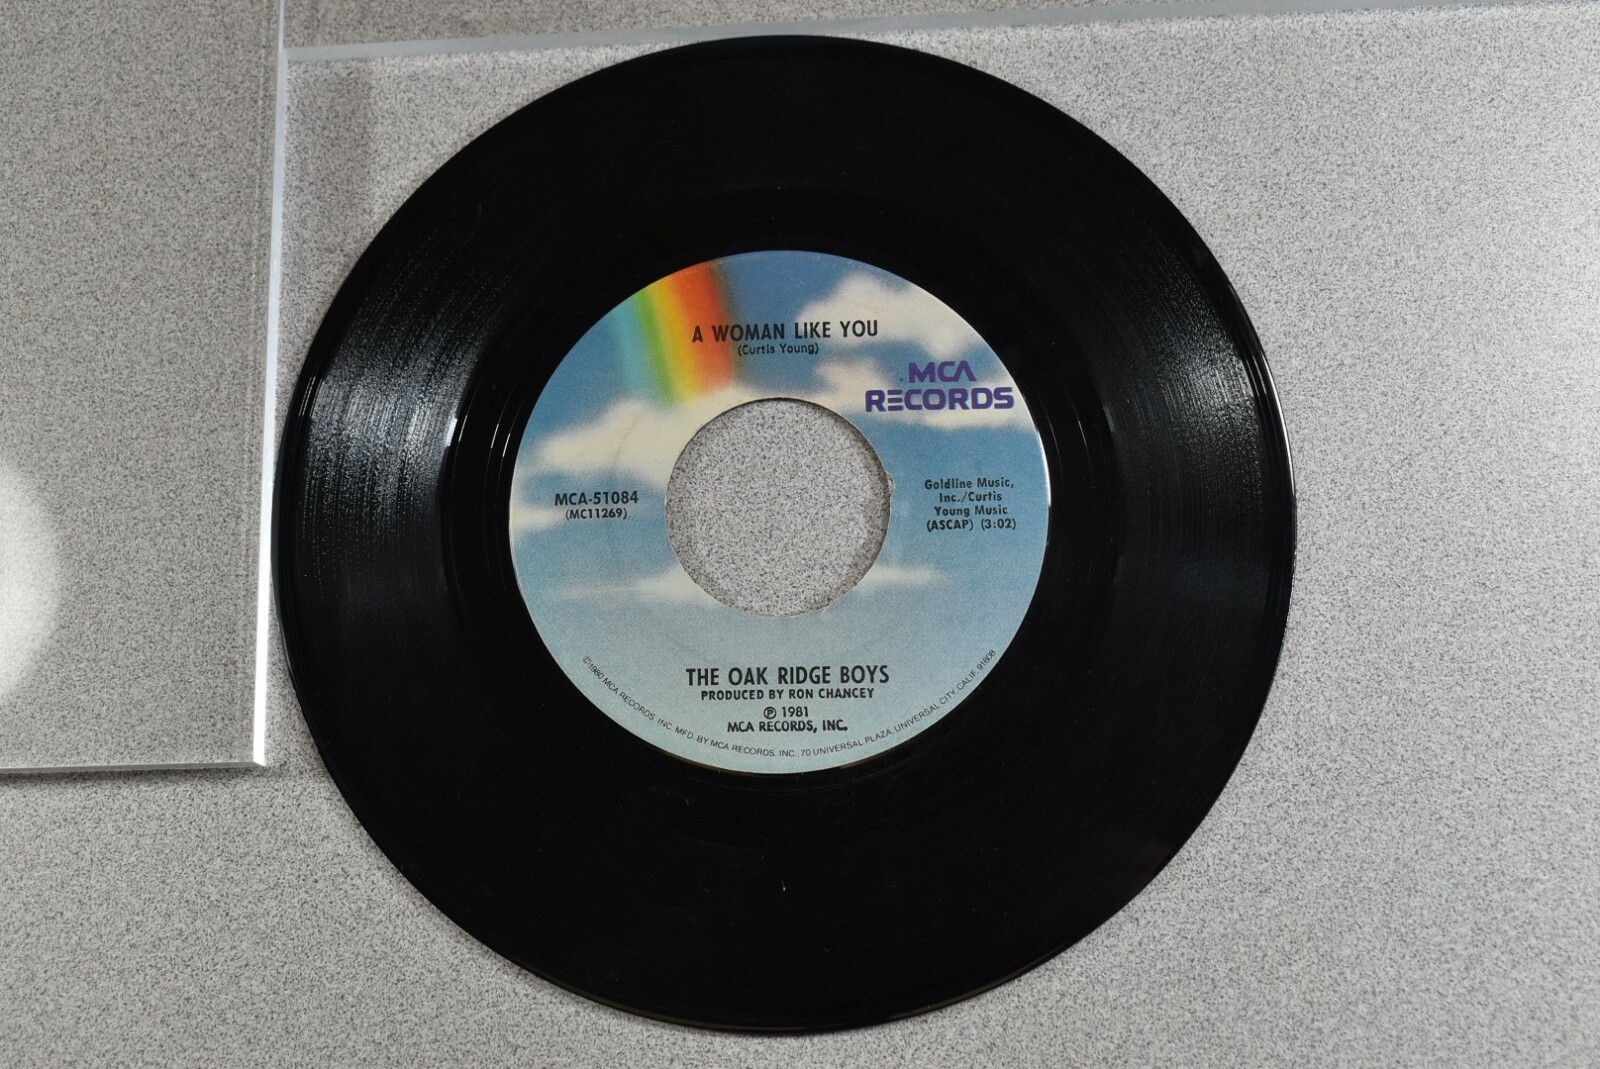 A WOMAN LIKE YOU
(Curtis Young)
MCA
RECORDS
MCA-51084
(MC11269)
Goldline Music,
Inc./Curtis
Young Music
(ASCAP) (3:02)
THE OAK RIDGE BOYS
PRODUCED BY RON CHANCEY
℗ 1981
MCA RECORDS, INC.
©1980 MCA RECORDS, INC. MFD. BY MCA RECORDS, INC., 70 UNIVERSAL PLAZA, UNIVERSAL CITY, CALIF. 91608